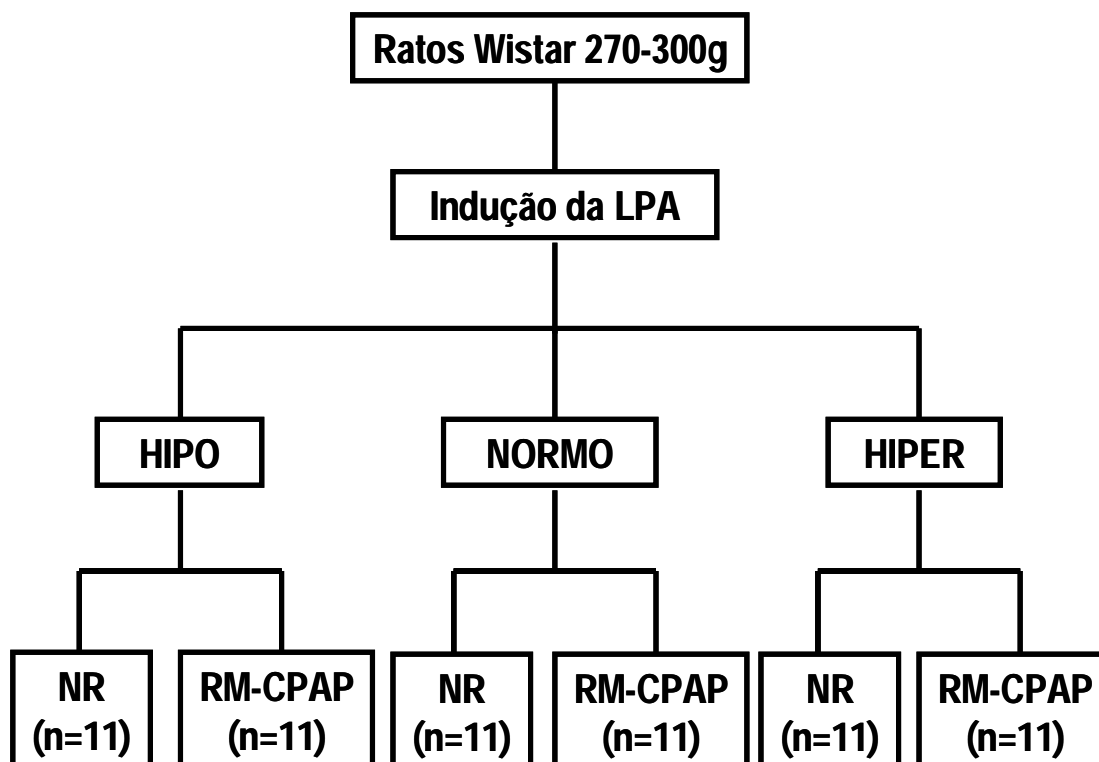 Ratos Wistar 270-300g
Indução da LPA
HIPO
NORMO
HIPER
NR
(n=11)
RM-CPAP
(n=11)
NR
(n=11)
RM-CPAP
(n=11)
NR
(n=11)
RM-CPAP
(n=11)